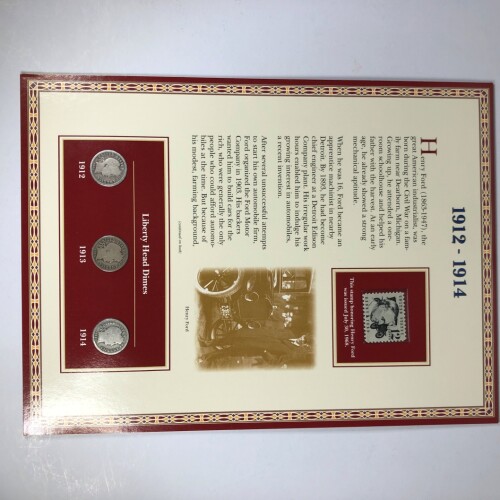 1912 - 1914
Henry Ford (1863-1947), the
great American industrialist, was
born during the Civil War on a fam-
ily farm near Dearborn, Michigan.
Growing up, he attended a one-
room schoolhouse and helped his
father with the harvest. At an early
age, he already showed a strong
mechanical aptitude.
When he was 16, Ford became an
apprentice machinist in nearby
Detroit. By 1893, he had become
chief engineer at a Detroit Edison
Company plant. His irregular work
hours enabled him to indulge his
growing interest in automobiles,
a recent invention.
After several unsuccessful attempts
to start his own automobile firm,
Ford organized the Ford Motor
Company in 1903. His backers
wanted him to build cars for the
rich, who were generally the only
people who could afford automo-
biles at the time. But because of
his modest, farming background,
(continued on back)
This stamp honoring Henry Ford
was issued July 30, 1968.
12
Henry Ford
Liberty Head Dimes
1912
1913
1914